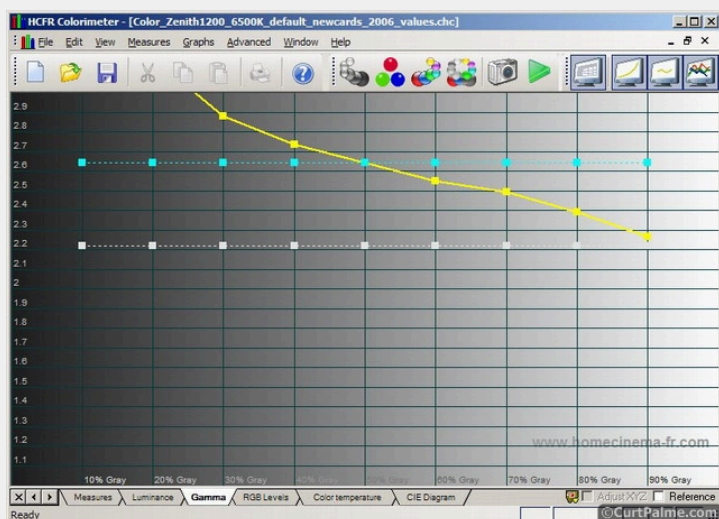 HCFR Colorimeter - [Color_Zenith1200_6500K_default_newcards_2006_values.chc]
File Edit View Measures Graphs Advanced Window Help
2.9
2.8
2.7
2.6
2.5
2.4
2.3
2.2
2.1
2
1.9
1.8
1.7
1.6
1.5
1.4
1.3
1.2
1.1
www.homecinema-fr.com
10% Gray 20% Gray 30% Gray 40% Gray 50% Gray 60% Gray 70% Gray 80% Gray 90% Gray
Measures Luminance Gamma RGB Levels Color temperature CIE Diagram Adjust XYZ Reference
Ready
©CurtPalme.com